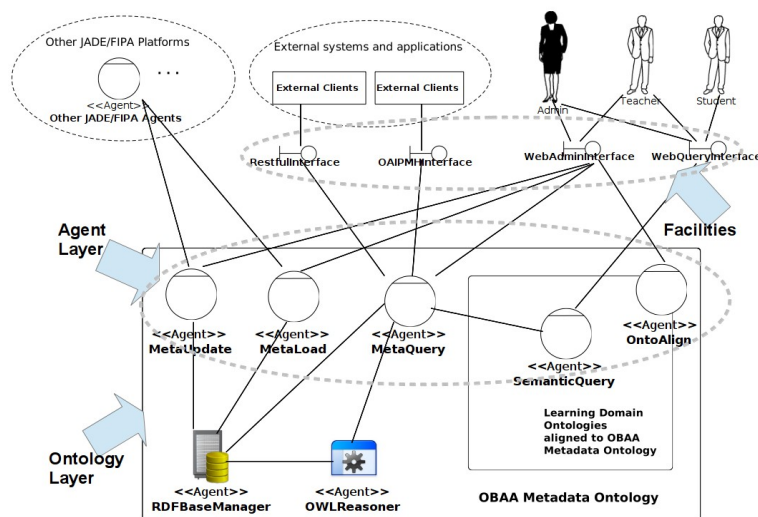 Other JADE/FIPA Platforms
...
<<Agent>>
Other JADE/FIPA Agents
External systems and applications
External Clients
External Clients
Admin
Teacher
Student
RestfulInterface
OAIPMHInterface
WebAdminInterface
WebQueryInterface
Agent
Layer
Facilities
<<Agent>>
MetaUpdate
<<Agent>>
MetaLoad
<<Agent>>
MetaQuery
<<Agent>>
SemanticQuery
<<Agent>>
OntoAlign
Learning Domain
Ontologies
aligned to OBAA
Metadata Ontology
Ontology
Layer
<<Agent>>
RDFBaseManager
<<Agent>>
OWLReasoner
OBAA Metadata Ontology